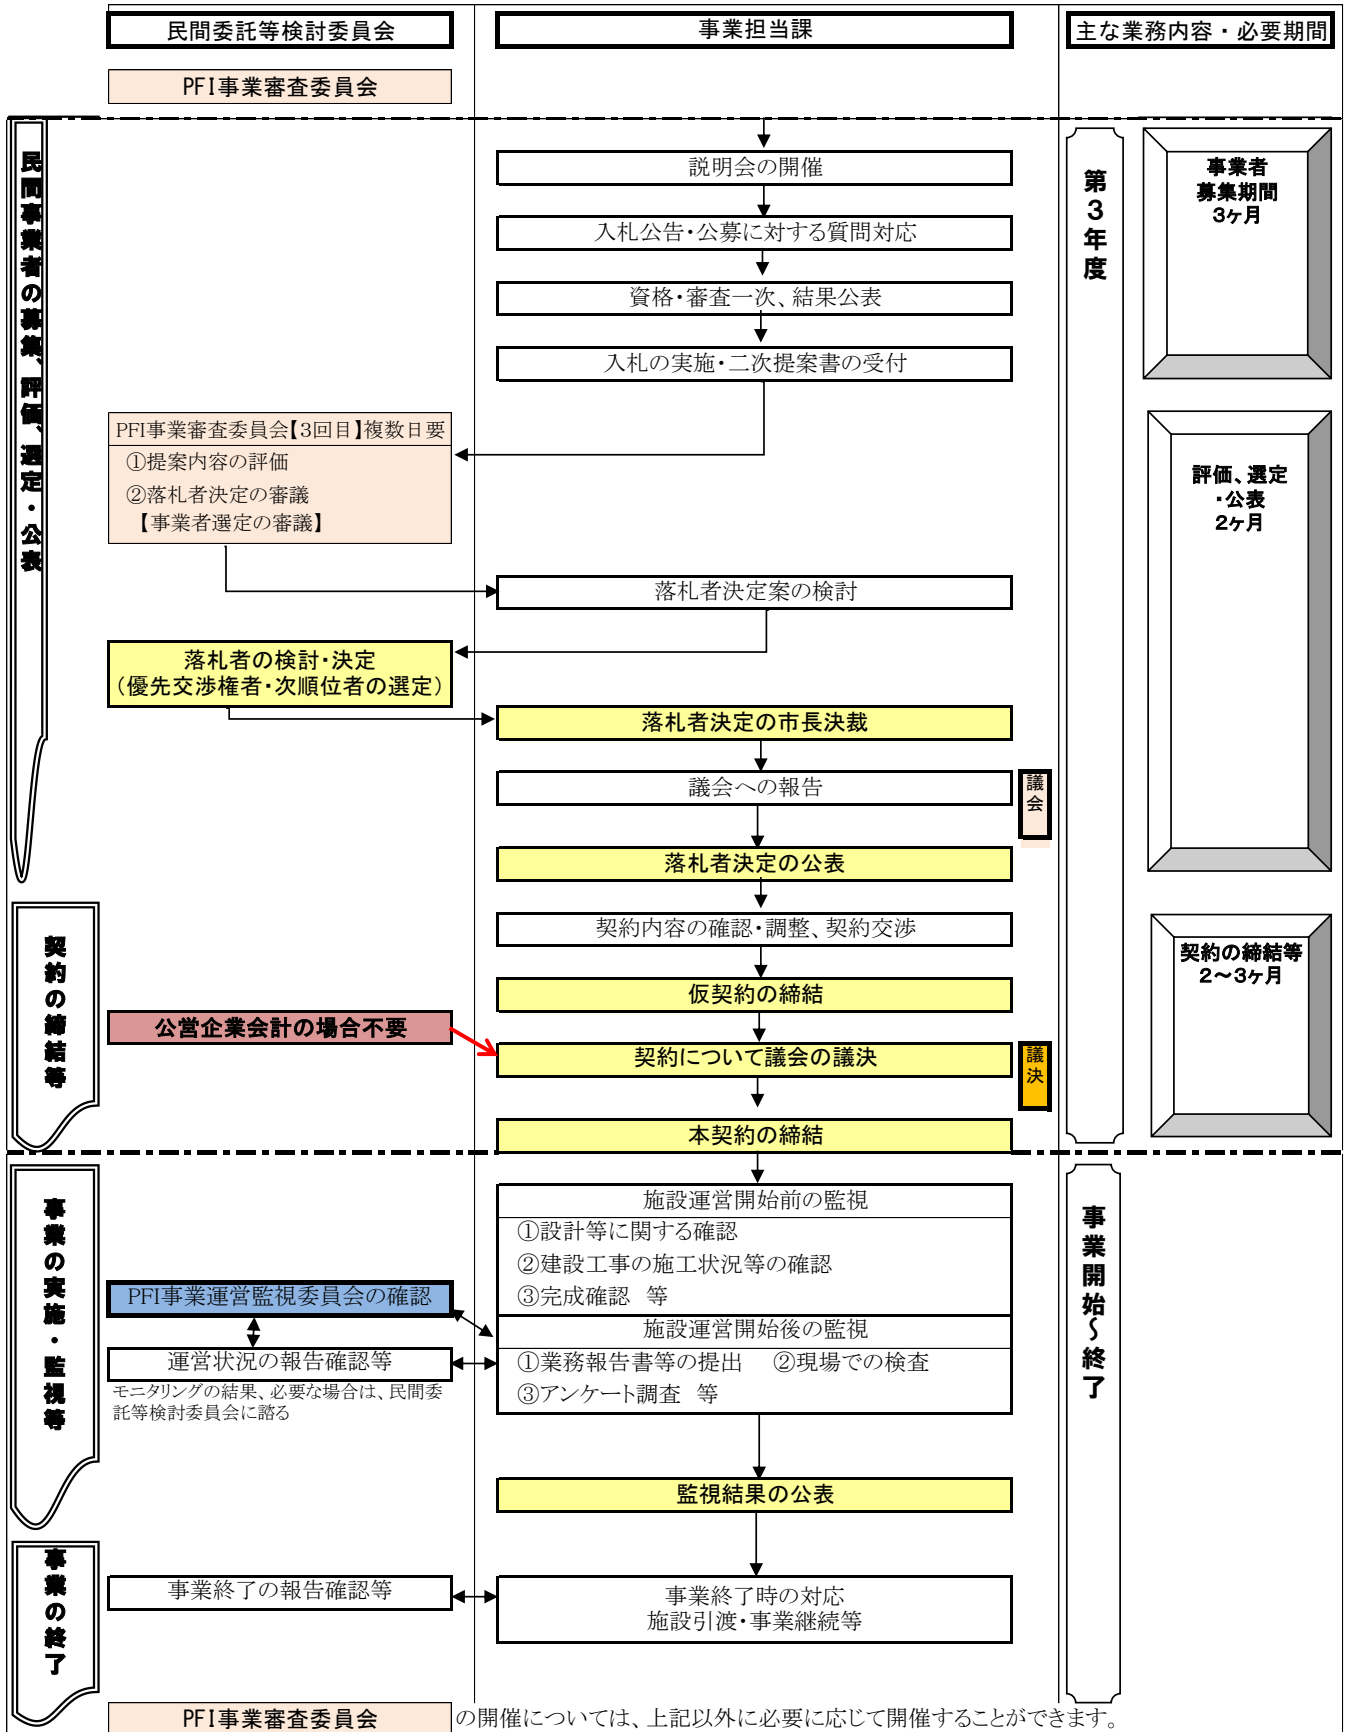 民間委託等検討委員会
事業担当課
主な業務内容・必要期間
PFI事業審査委員会
民間事業者の募集、評価、選定・公表
説明会の開催
第3年度
事業者
募集期間
3ヶ月
入札公告・公募に対する質問対応
資格・審査一次、結果公表
入札の実施・二次提案書の受付
PFI事業審査委員会【3回目】複数日要
①提案内容の評価
②落札者決定の審議
【事業者選定の審議】
評価、選定
・公表
2ヶ月
落札者決定案の検討
落札者の検討・決定
(優先交渉権者・次順位者の選定)
落札者決定の市長決裁
議会への報告
議会
落札者決定の公表
契約の締結等
契約内容の確認・調整、契約交渉
契約の締結等
2～3ヶ月
仮契約の締結
公営企業会計の場合不要
契約について議会の議決
議決
本契約の締結
事業の実施・監視等
施設運営開始前の監視
①設計等に関する確認
②建設工事の施工状況等の確認
③完成確認 等
事業開始～終了
PFI事業運営監視委員会の確認
施設運営開始後の監視
運営状況の報告確認等
①業務報告書等の提出 ②現場での検査
③アンケート調査 等
モニタリングの結果、必要な場合は、民間委
託等検討委員会に諮る
監視結果の公表
事業の終了
事業終了の報告確認等
事業終了時の対応
施設引渡・事業継続等
PFI事業審査委員会 の開催については、上記以外に必要に応じて開催することができます。